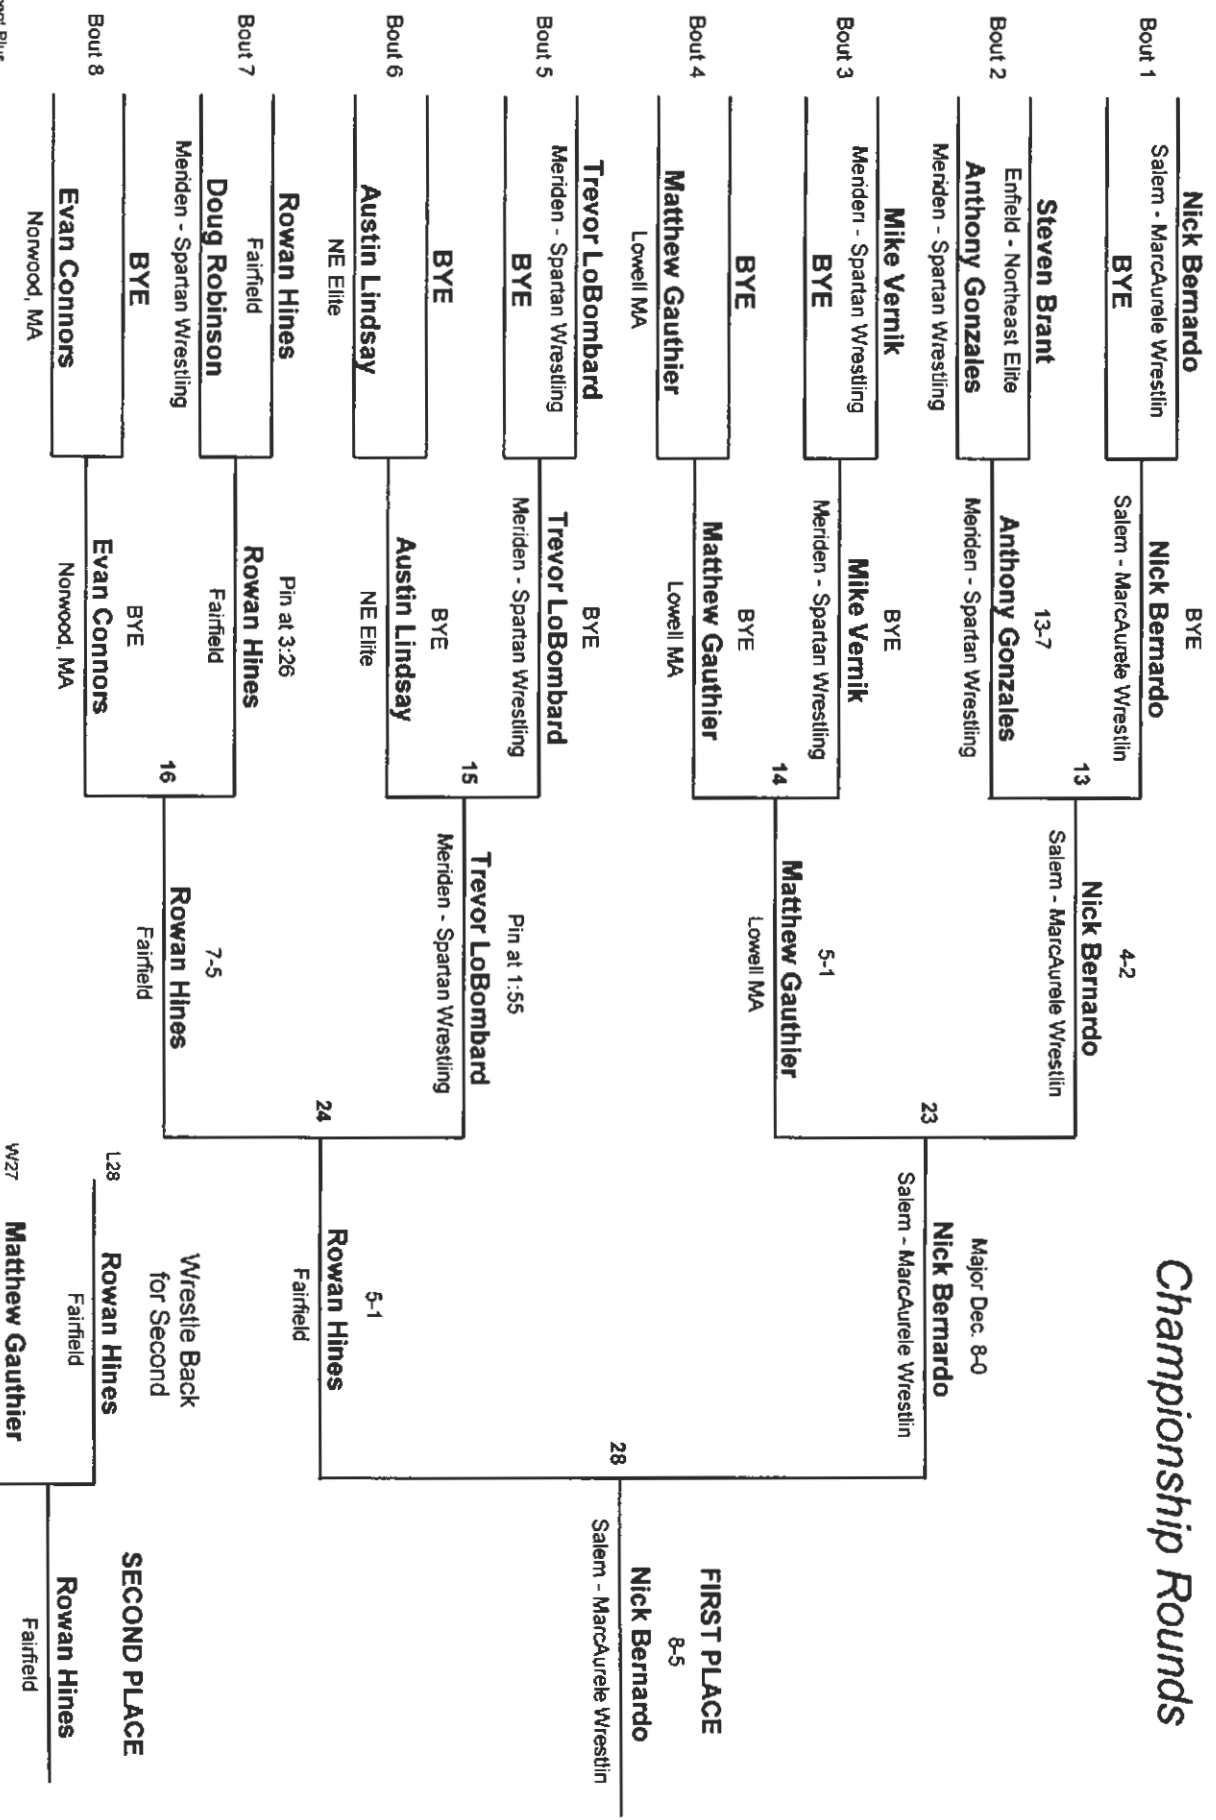 Championship Rounds
Bout 1
Nick Bernardo
Salem - MarcAurele Wrestlin
BYE
Bout 2
Steven Brant
Enfield - Northeast Elite
Anthony Gonzales
Meriden - Spartan Wrestling
Bout 3
Mike Vernik
Meriden - Spartan Wrestling
BYE
Bout 4
BYE
Matthew Gauthier
Lowell MA
Bout 5
Trevor LoBombard
Meriden - Spartan Wrestling
BYE
Bout 6
BYE
Austin Lindsay
NE Elite
Bout 7
Rowan Hines
Fairfield
Doug Robinson
Meriden - Spartan Wrestling
Bout 8
BYE
Evan Connors
Norwood, MA
BYE
Nick Bernardo
Salem - MarcAurele Wrestlin
13
13-7
Anthony Gonzales
Meriden - Spartan Wrestling
BYE
Mike Vernik
Meriden - Spartan Wrestling
14
BYE
Matthew Gauthier
Lowell MA
BYE
Trevor LoBombard
Meriden - Spartan Wrestling
15
BYE
Austin Lindsay
NE Elite
Pin at 3:26
Rowan Hines
Fairfield
16
BYE
Evan Connors
Norwood, MA
4-2
Nick Bernardo
Salem - MarcAurele Wrestlin
23
5-1
Matthew Gauthier
Lowell MA
Pin at 1:55
Trevor LoBombard
Meriden - Spartan Wrestling
24
7-5
Rowan Hines
Fairfield
Major Dec. 8-0
Nick Bernardo
Salem - MarcAurele Wrestlin
28
5-1
Rowan Hines
Fairfield
FIRST PLACE
8-5
Nick Bernardo
Salem - MarcAurele Wrestlin
Wrestle Back
for Second
L28
Rowan Hines
Fairfield
W27
Matthew Gauthier
SECOND PLACE
Rowan Hines
Fairfield